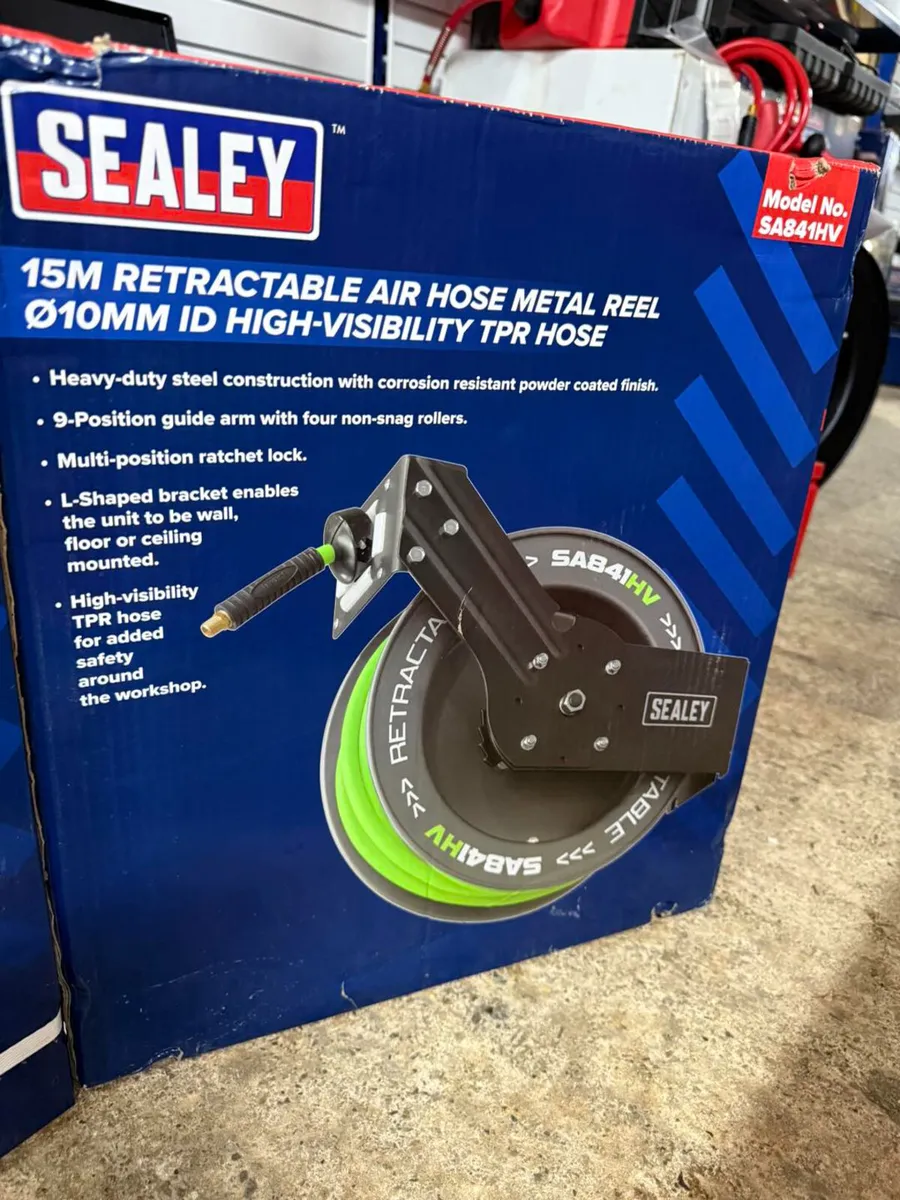 SEALEY™
Model No.
SA841HV
15M RETRACTABLE AIR HOSE METAL REEL
Ø10MM ID HIGH-VISIBILITY TPR HOSE
• Heavy-duty steel construction with corrosion resistant powder coated finish.
• 9-Position guide arm with four non-snag rollers.
• Multi-position ratchet lock.
• L-Shaped bracket enables
the unit to be wall,
floor or ceiling
mounted.
• High-visibility
TPR hose
for added
safety
around
the workshop.
> SA841HV >>>
>>> RETRACTA
SEALEY
TABLE
>>> SA841HV